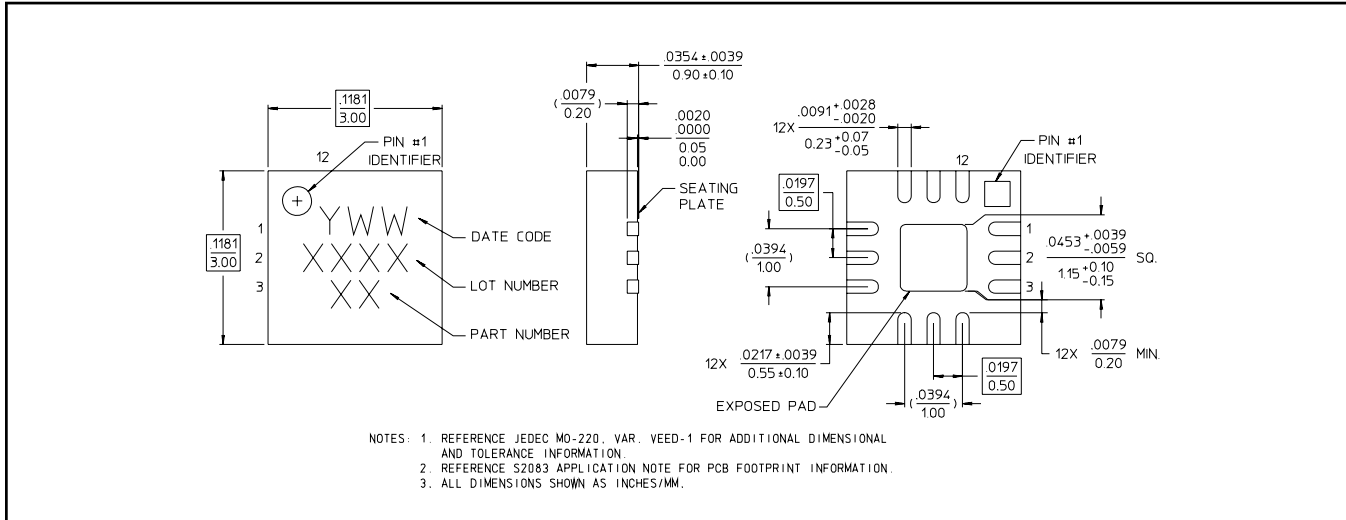 .1181
3.00
12
PIN #1
IDENTIFIER
.1181
3.00
1
2
3
YWW
XXXX
XX
DATE CODE
LOT NUMBER
PART NUMBER
.0354 ±.0039
0.90 ±0.10
( .0079
0.20 )
.0020
.0000
0.05
0.00
SEATING
PLATE
12X .0091 +.0028
-.0020
0.23 +0.07
-0.05
12
PIN #1
IDENTIFIER
.0197
0.50
( .0394
1.00 )
1
2
3
.0453 +.0039
-.0059
1.15 +0.10
-0.15
SQ.
12X .0217 ±.0039
0.55 ±0.10
EXPOSED PAD
( .0394
1.00 )
.0197
0.50
12X .0079
0.20 MIN.
NOTES: 1. REFERENCE JEDEC MO-220, VAR. VEED-1 FOR ADDITIONAL DIMENSIONAL
AND TOLERANCE INFORMATION.
2. REFERENCE S2083 APPLICATION NOTE FOR PCB FOOTPRINT INFORMATION.
3. ALL DIMENSIONS SHOWN AS INCHES/MM.